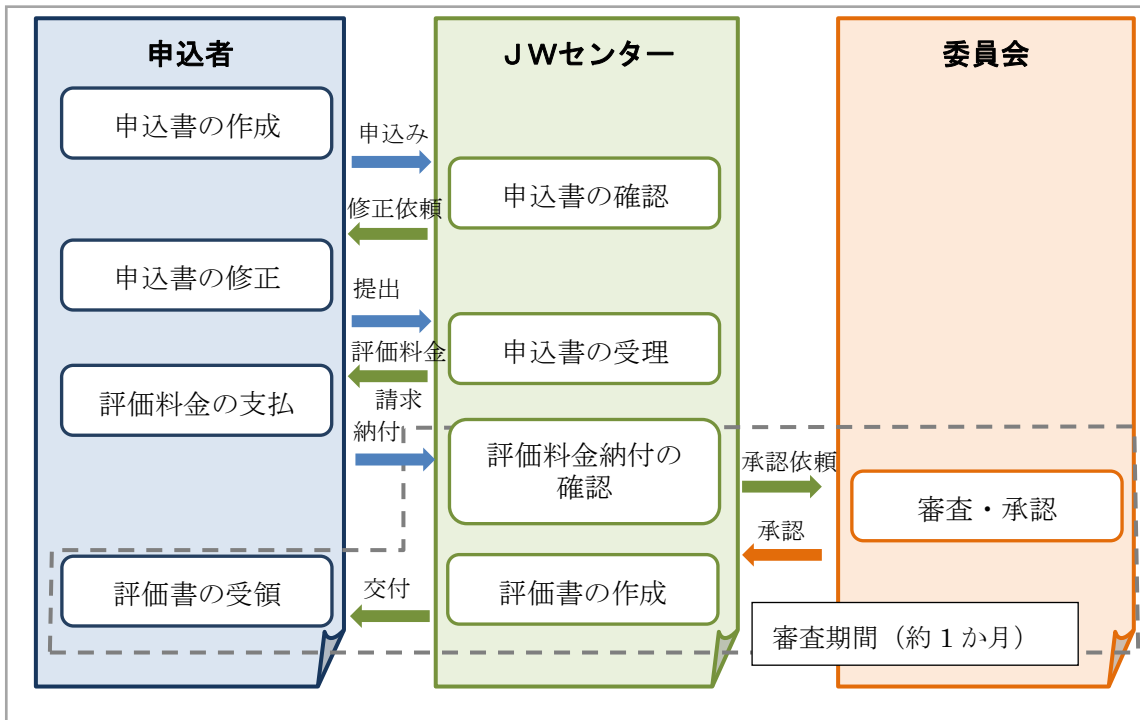 申込者
JWセンター
委員会
申込書の作成
申込み
申込書の確認
修正依頼
申込書の修正
提出
申込書の受理
評価料金
請求
評価料金の支払
納付
評価料金納付の
確認
承認依頼
審査・承認
承認
評価書の作成
交付
評価書の受領
審査期間（約1か月）